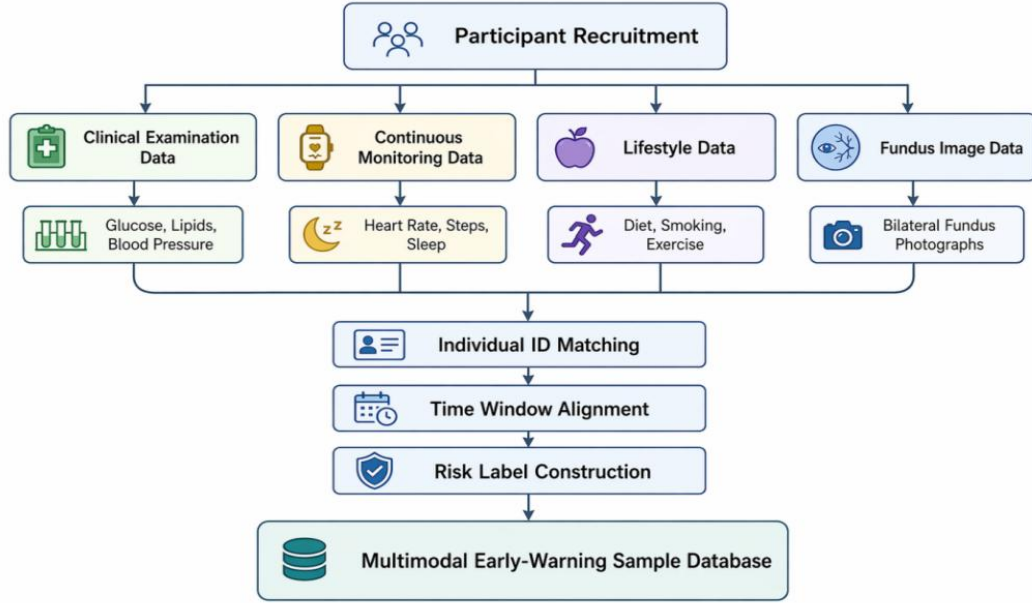 Participant Recruitment
Clinical Examination
Data
Continuous
Monitoring Data
Lifestyle Data
Fundus Image Data
Glucose, Lipids,
Blood Pressure
zzz
Heart Rate, Steps,
Sleep
Diet, Smoking,
Exercise
Bilateral Fundus
Photographs
Individual ID Matching
Time Window Alignment
Risk Label Construction
Multimodal Early-Warning Sample Database